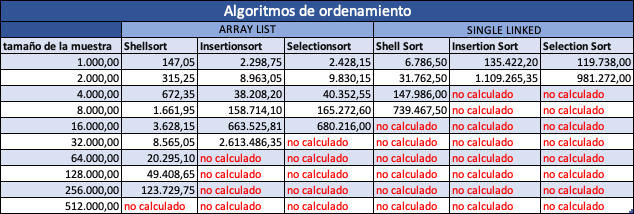 Algoritmos de ordenamiento
ARRAY LIST SINGLE LINKED
tamaño de la muestra Shellsort Insertionsort Selectionsort Shell Sort Insertion Sort Selection Sort
1.000,00 147,05 2.298,75 2.428,15 6.786,50 135.422,20 119.738,00
2.000,00 315,25 8.963,05 9.830,15 31.762,50 1.109.265,35 981.272,00
4.000,00 672,35 38.208,20 40.352,55 147.986,00 no calculado no calculado
8.000,00 1.661,95 158.714,10 165.272,60 739.467,50 no calculado no calculado
16.000,00 3.628,15 663.525,81 680.216,00 no calculado no calculado no calculado
32.000,00 8.565,05 2.613.486,35 no calculado no calculado no calculado no calculado
64.000,00 20.295,10 no calculado no calculado no calculado no calculado no calculado
128.000,00 49.408,65 no calculado no calculado no calculado no calculado no calculado
256.000,00 123.729,75 no calculado no calculado no calculado no calculado no calculado
512.000,00 no calculado no calculado no calculado no calculado no calculado no calculado